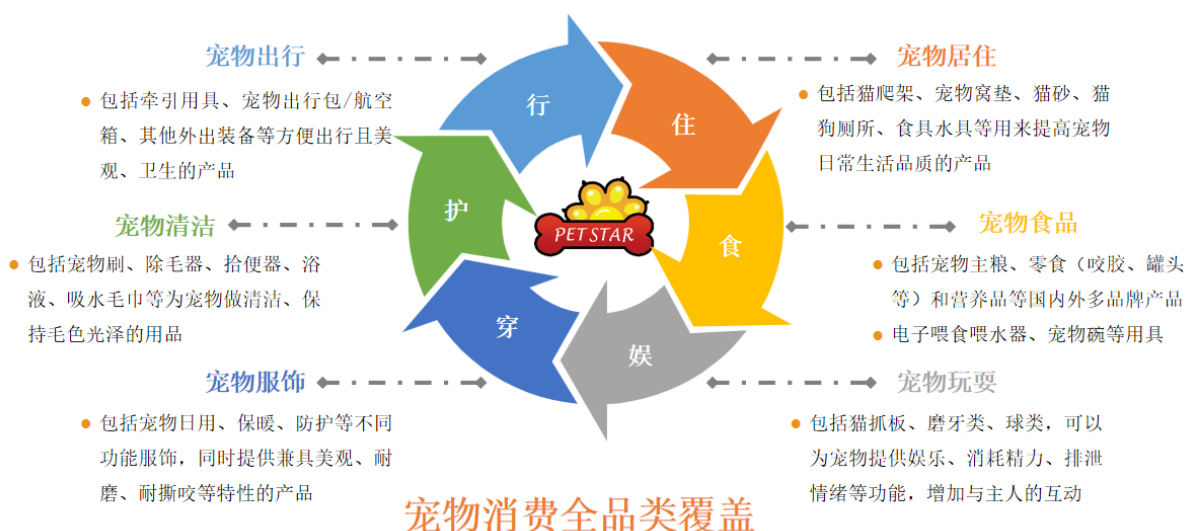 宠物出行
包括牵引用具、宠物出行包/航空
箱、其他外出装备等方便出行且美
观、卫生的产品
宠物居住
包括猫爬架、宠物窝垫、猫砂、猫
狗厕所、食具水具等用来提高宠物
日常生活品质的产品
行
住
护
食
穿
娱
PET STAR
宠物清洁
包括宠物刷、除毛器、拾便器、浴
液、吸水毛巾等为宠物做清洁、保
持毛色光泽的用品
宠物食品
包括宠物主粮、零食（咬胶、罐头
等）和营养品等国内外多品牌产品
电子喂食喂水器、宠物碗等用具
宠物服饰
包括宠物日用、保暖、防护等不同
功能服饰，同时提供兼具美观、耐
磨、耐撕咬等特性的产品
宠物玩耍
包括猫抓板、磨牙类、球类，可以
为宠物提供娱乐、消耗精力、排泄
情绪等功能，增加与主人的互动
宠物消费全品类覆盖